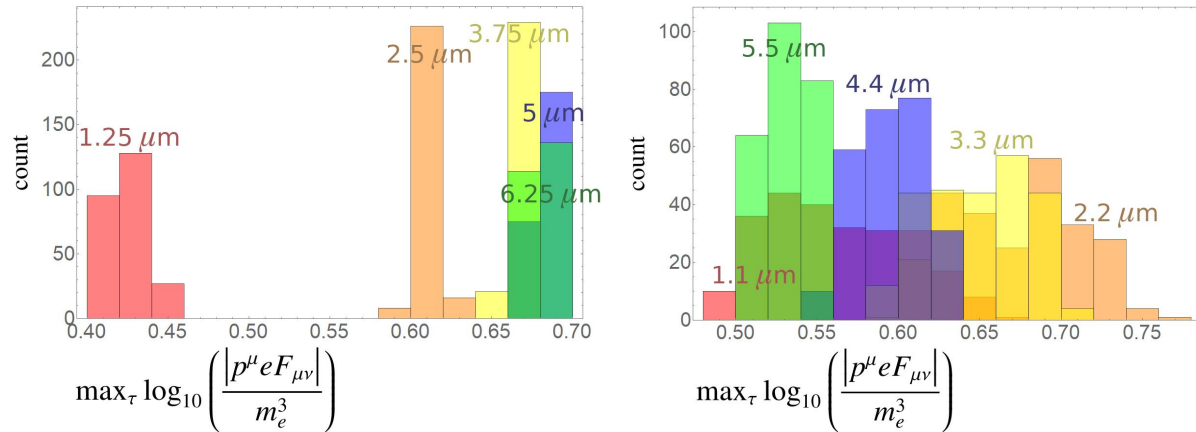 3.75 μm
2.5 μm
1.25 μm
5 μm
6.25 μm
count
200
150
100
50
0
0.40 0.45 0.50 0.55 0.60 0.65 0.70
max_τ log_10 (|p^μ eF_μν| / m_e^3)
5.5 μm
4.4 μm
3.3 μm
2.2 μm
1.1 μm
count
100
80
60
40
20
0
0.50 0.55 0.60 0.65 0.70 0.75
max_τ log_10 (|p^μ eF_μν| / m_e^3)